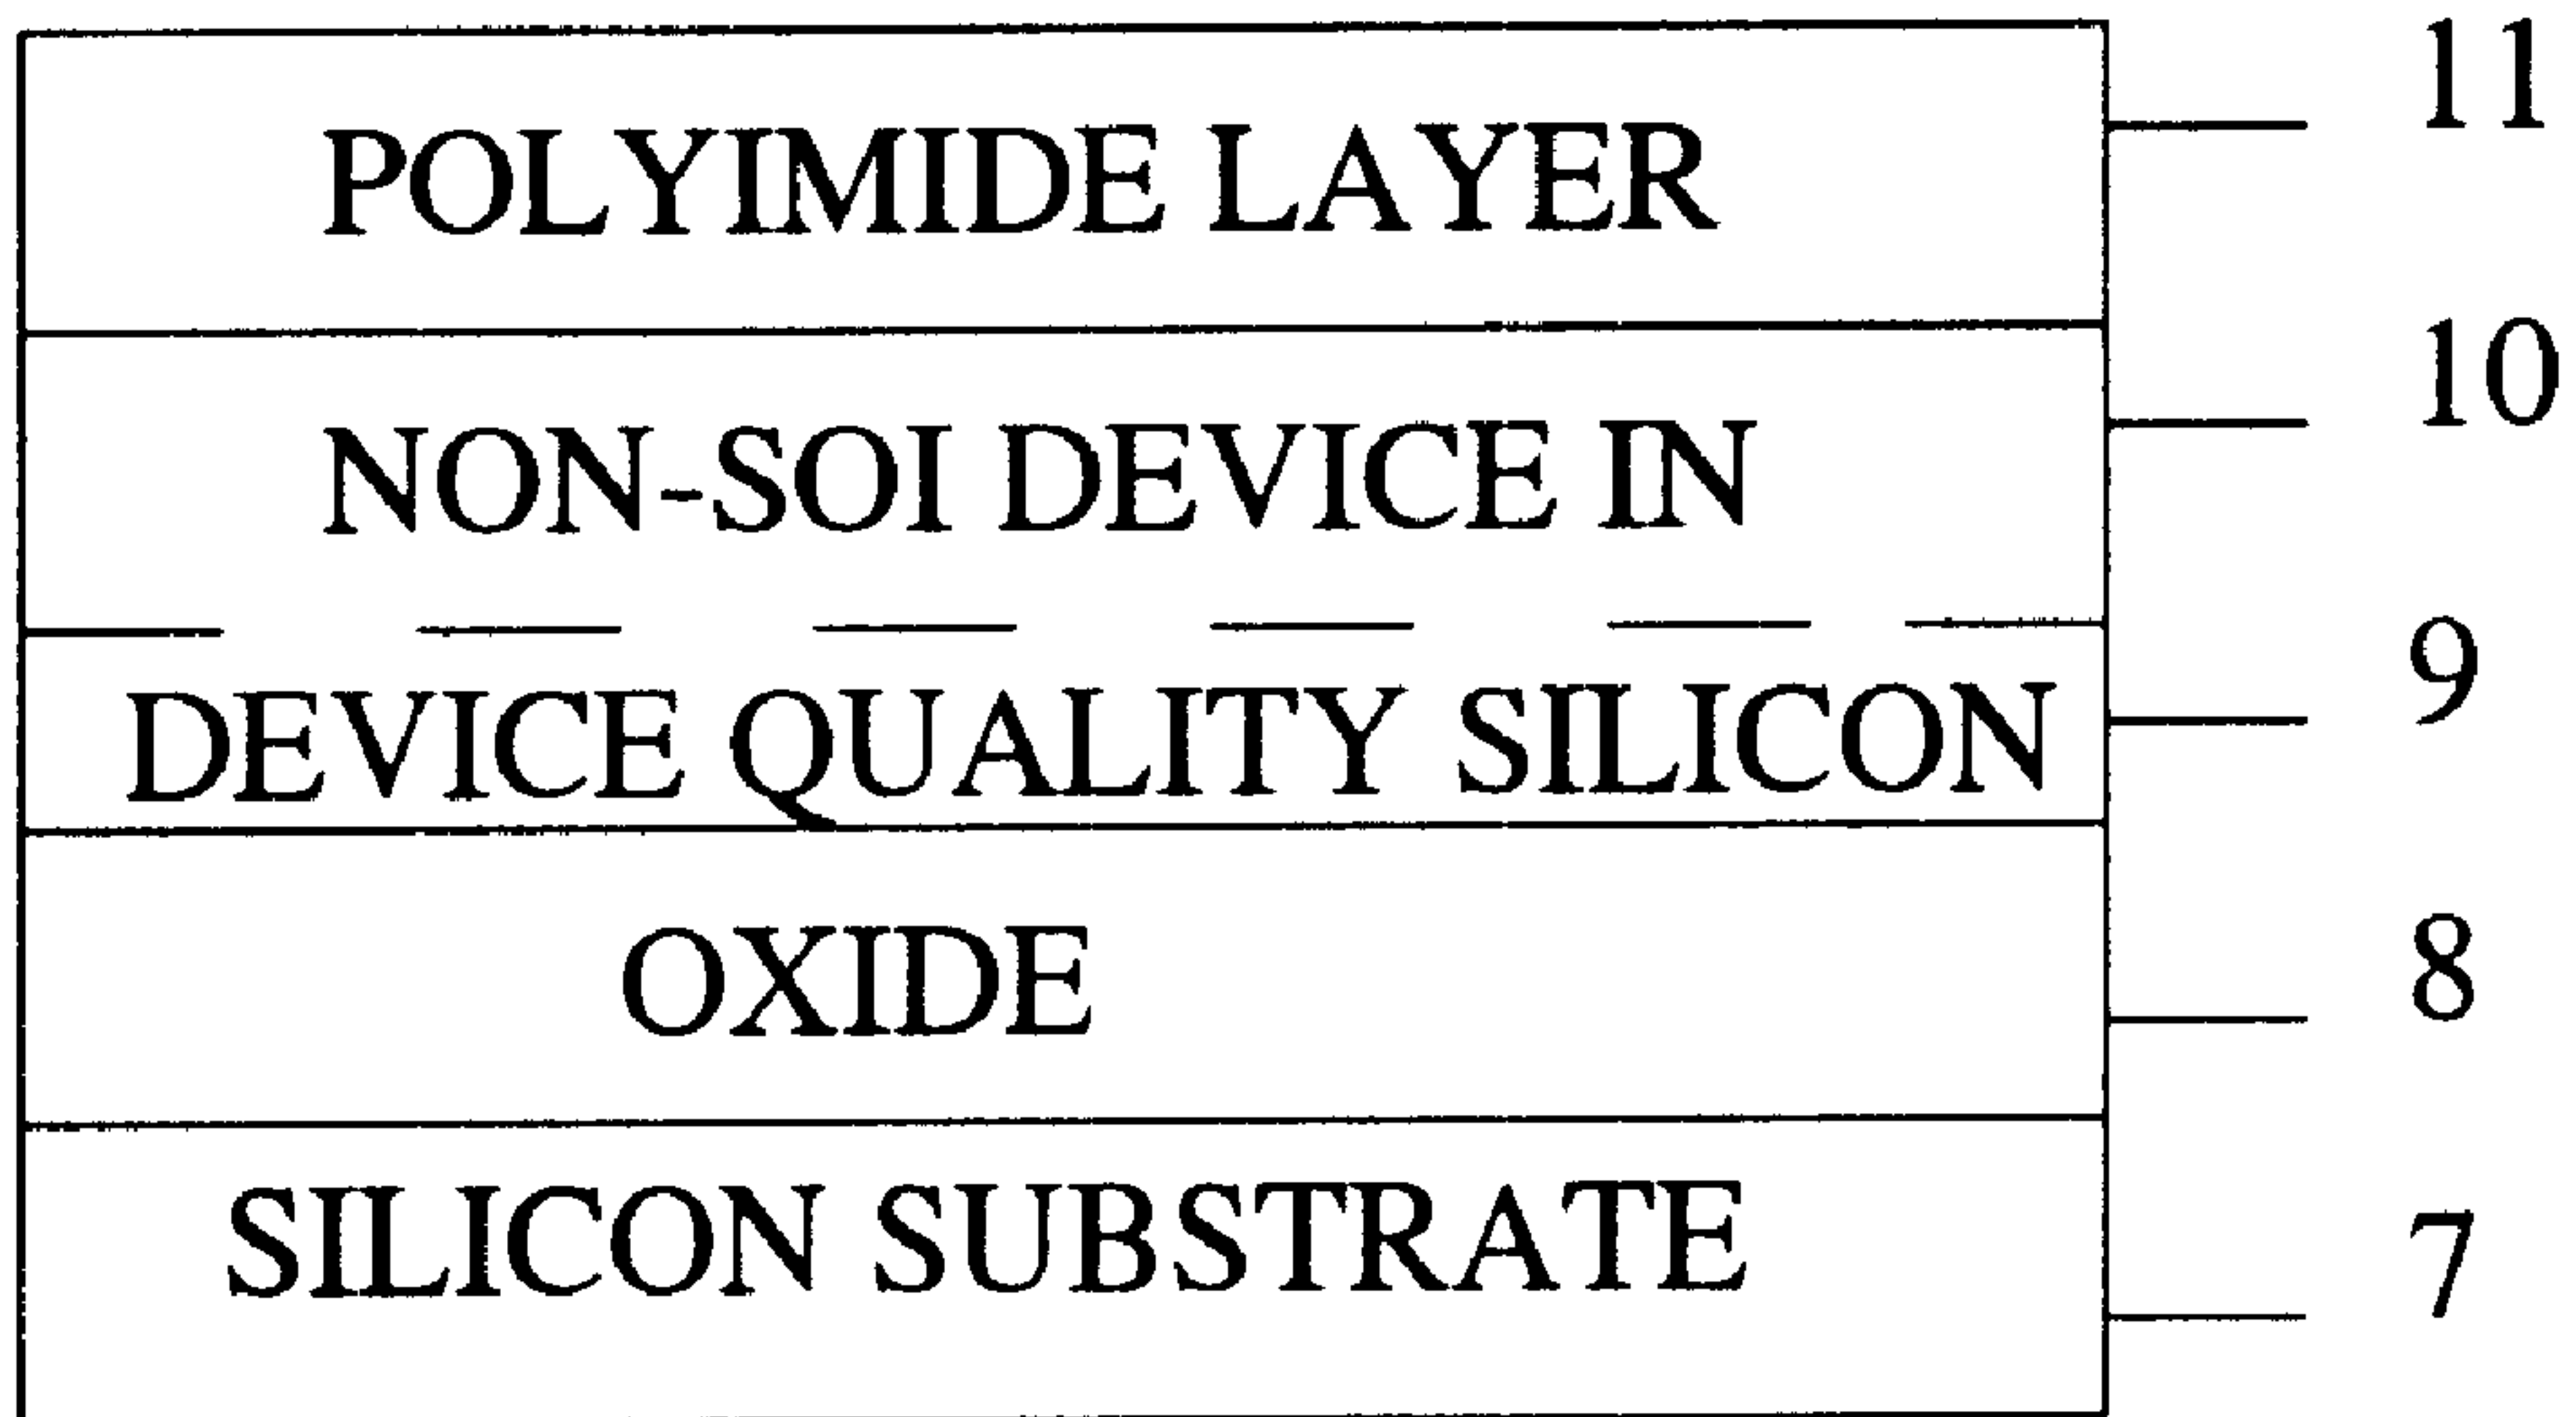 POLYIMIDE LAYER 11
NON-SOI DEVICE IN 10
DEVICE QUALITY SILICON 9
OXIDE 8
SILICON SUBSTRATE 7